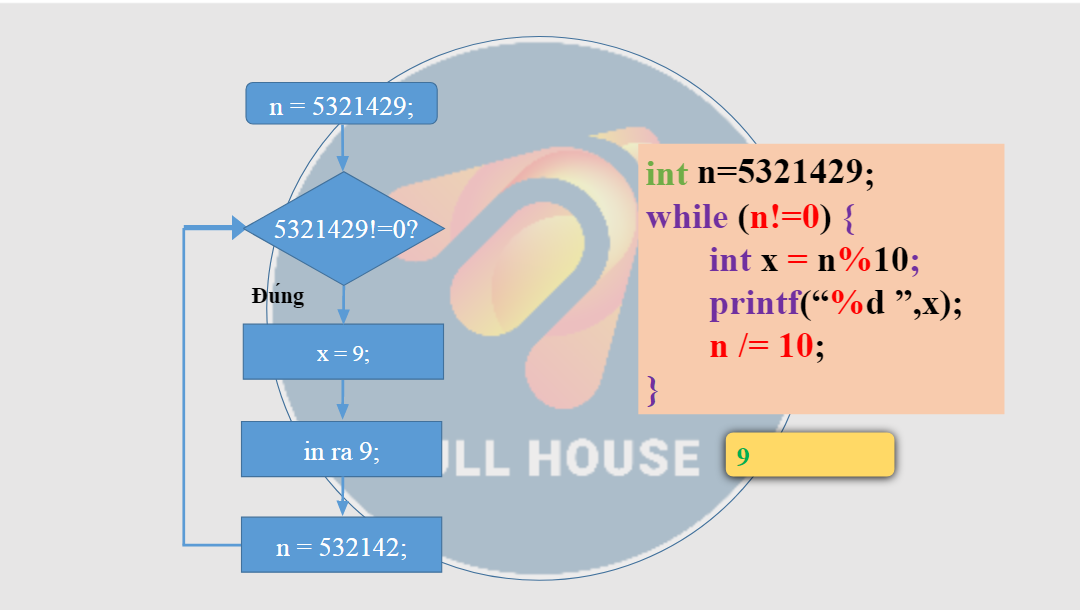 n = 5321429;
5321429!=0?
Đúng
x = 9;
in ra 9;
n = 532142;
int n=5321429;
while (n!=0) {
int x = n%10;
printf(“%d ”,x);
n /= 10;
}
ULL HOUSE
9